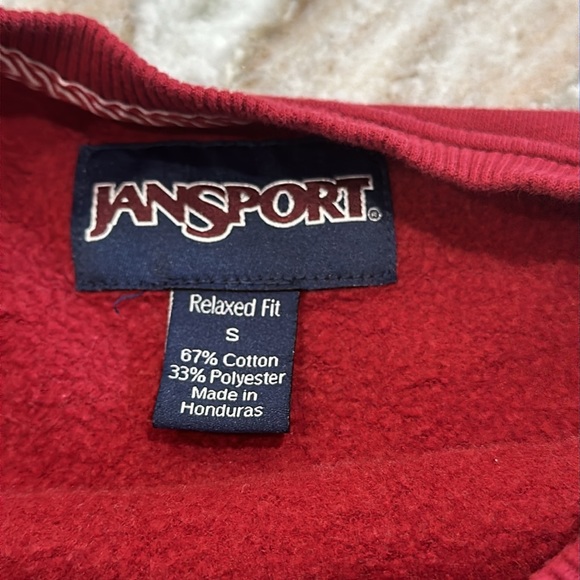 JANSPORT®
Relaxed Fit
S
67% Cotton
33% Polyester
Made in
Honduras